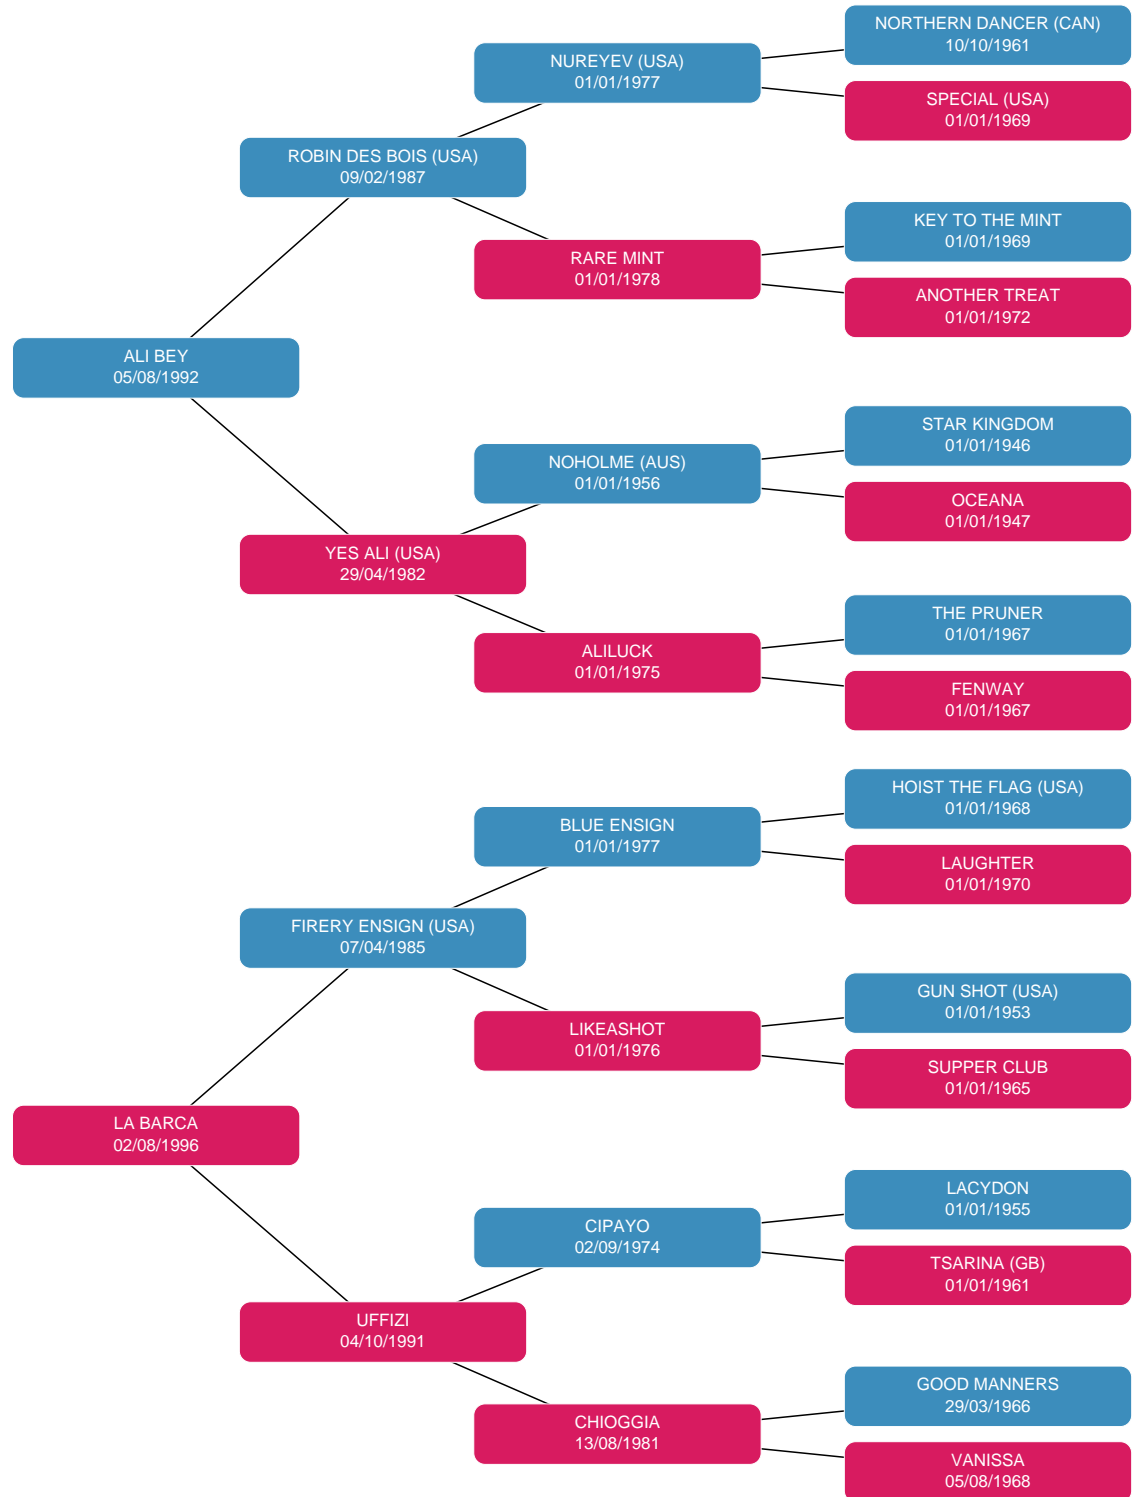 NORTHERN DANCER (CAN)
10/10/1961
NUREYEV (USA)
01/01/1977
SPECIAL (USA)
01/01/1969
ROBIN DES BOIS (USA)
09/02/1987
KEY TO THE MINT
01/01/1969
RARE MINT
01/01/1978
ANOTHER TREAT
01/01/1972
ALI BEY
05/08/1992
STAR KINGDOM
01/01/1946
NOHOLME (AUS)
01/01/1956
OCEANA
01/01/1947
YES ALI (USA)
29/04/1982
THE PRUNER
01/01/1967
ALILUCK
01/01/1975
FENWAY
01/01/1967
HOIST THE FLAG (USA)
01/01/1968
BLUE ENSIGN
01/01/1977
LAUGHTER
01/01/1970
FIRERY ENSIGN (USA)
07/04/1985
GUN SHOT (USA)
01/01/1953
LIKEASHOT
01/01/1976
SUPPER CLUB
01/01/1965
LA BARCA
02/08/1996
LACYDON
01/01/1955
CIPAYO
02/09/1974
TSARINA (GB)
01/01/1961
UFFIZI
04/10/1991
GOOD MANNERS
29/03/1966
CHIOGGIA
13/08/1981
VANISSA
05/08/1968